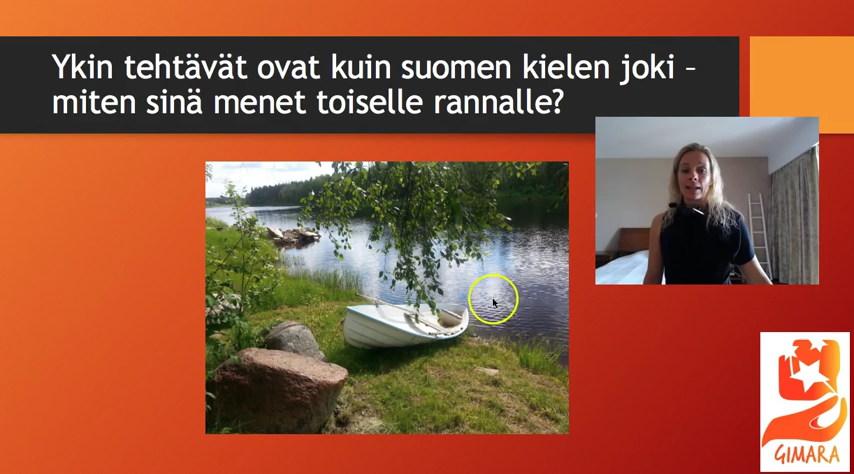 Ykin tehtävät ovat kuin suomen kielen joki –
miten sinä menet toiselle rannalle?
GIMARA